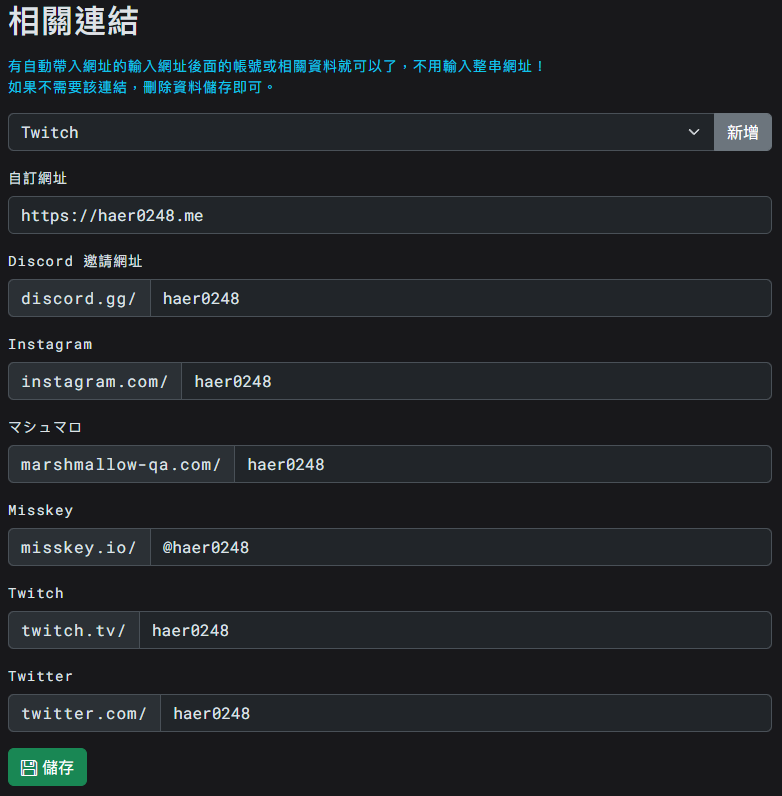 相關連結
有自動帶入網址的輸入網址後面的帳號或相關資料就可以了，不用輸入整串網址！
如果不需要該連結，刪除資料儲存即可。
Twitch 新增
自訂網址
https://haer0248.me
Discord 邀請網址
discord.gg/ haer0248
Instagram
instagram.com/ haer0248
マシュマロ
marshmallow-qa.com/ haer0248
Misskey
misskey.io/ @haer0248
Twitch
twitch.tv/ haer0248
Twitter
twitter.com/ haer0248
儲存